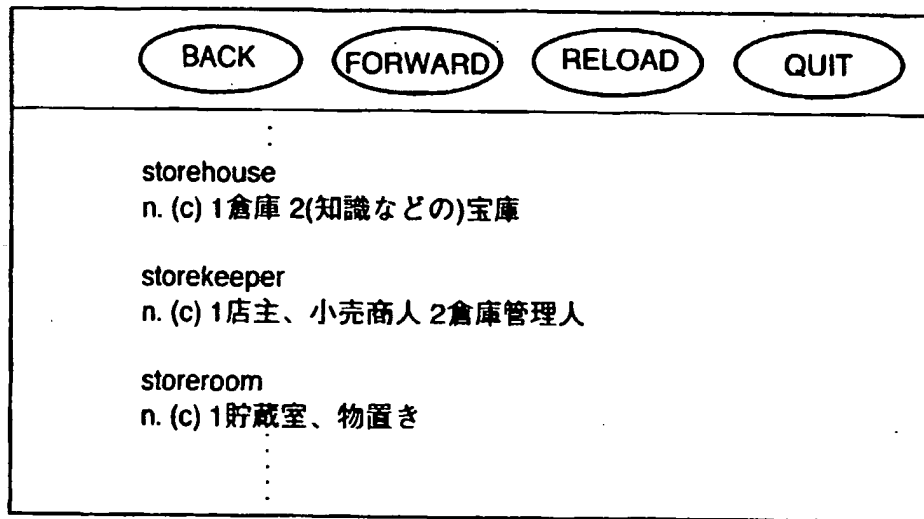 BACK FORWARD RELOAD QUIT
storehouse
n. (c) 1倉庫 2(知識などの)宝庫
storekeeper
n. (c) 1店主、小売商人 2倉庫管理人
storeroom
n. (c) 1貯蔵室、物置き